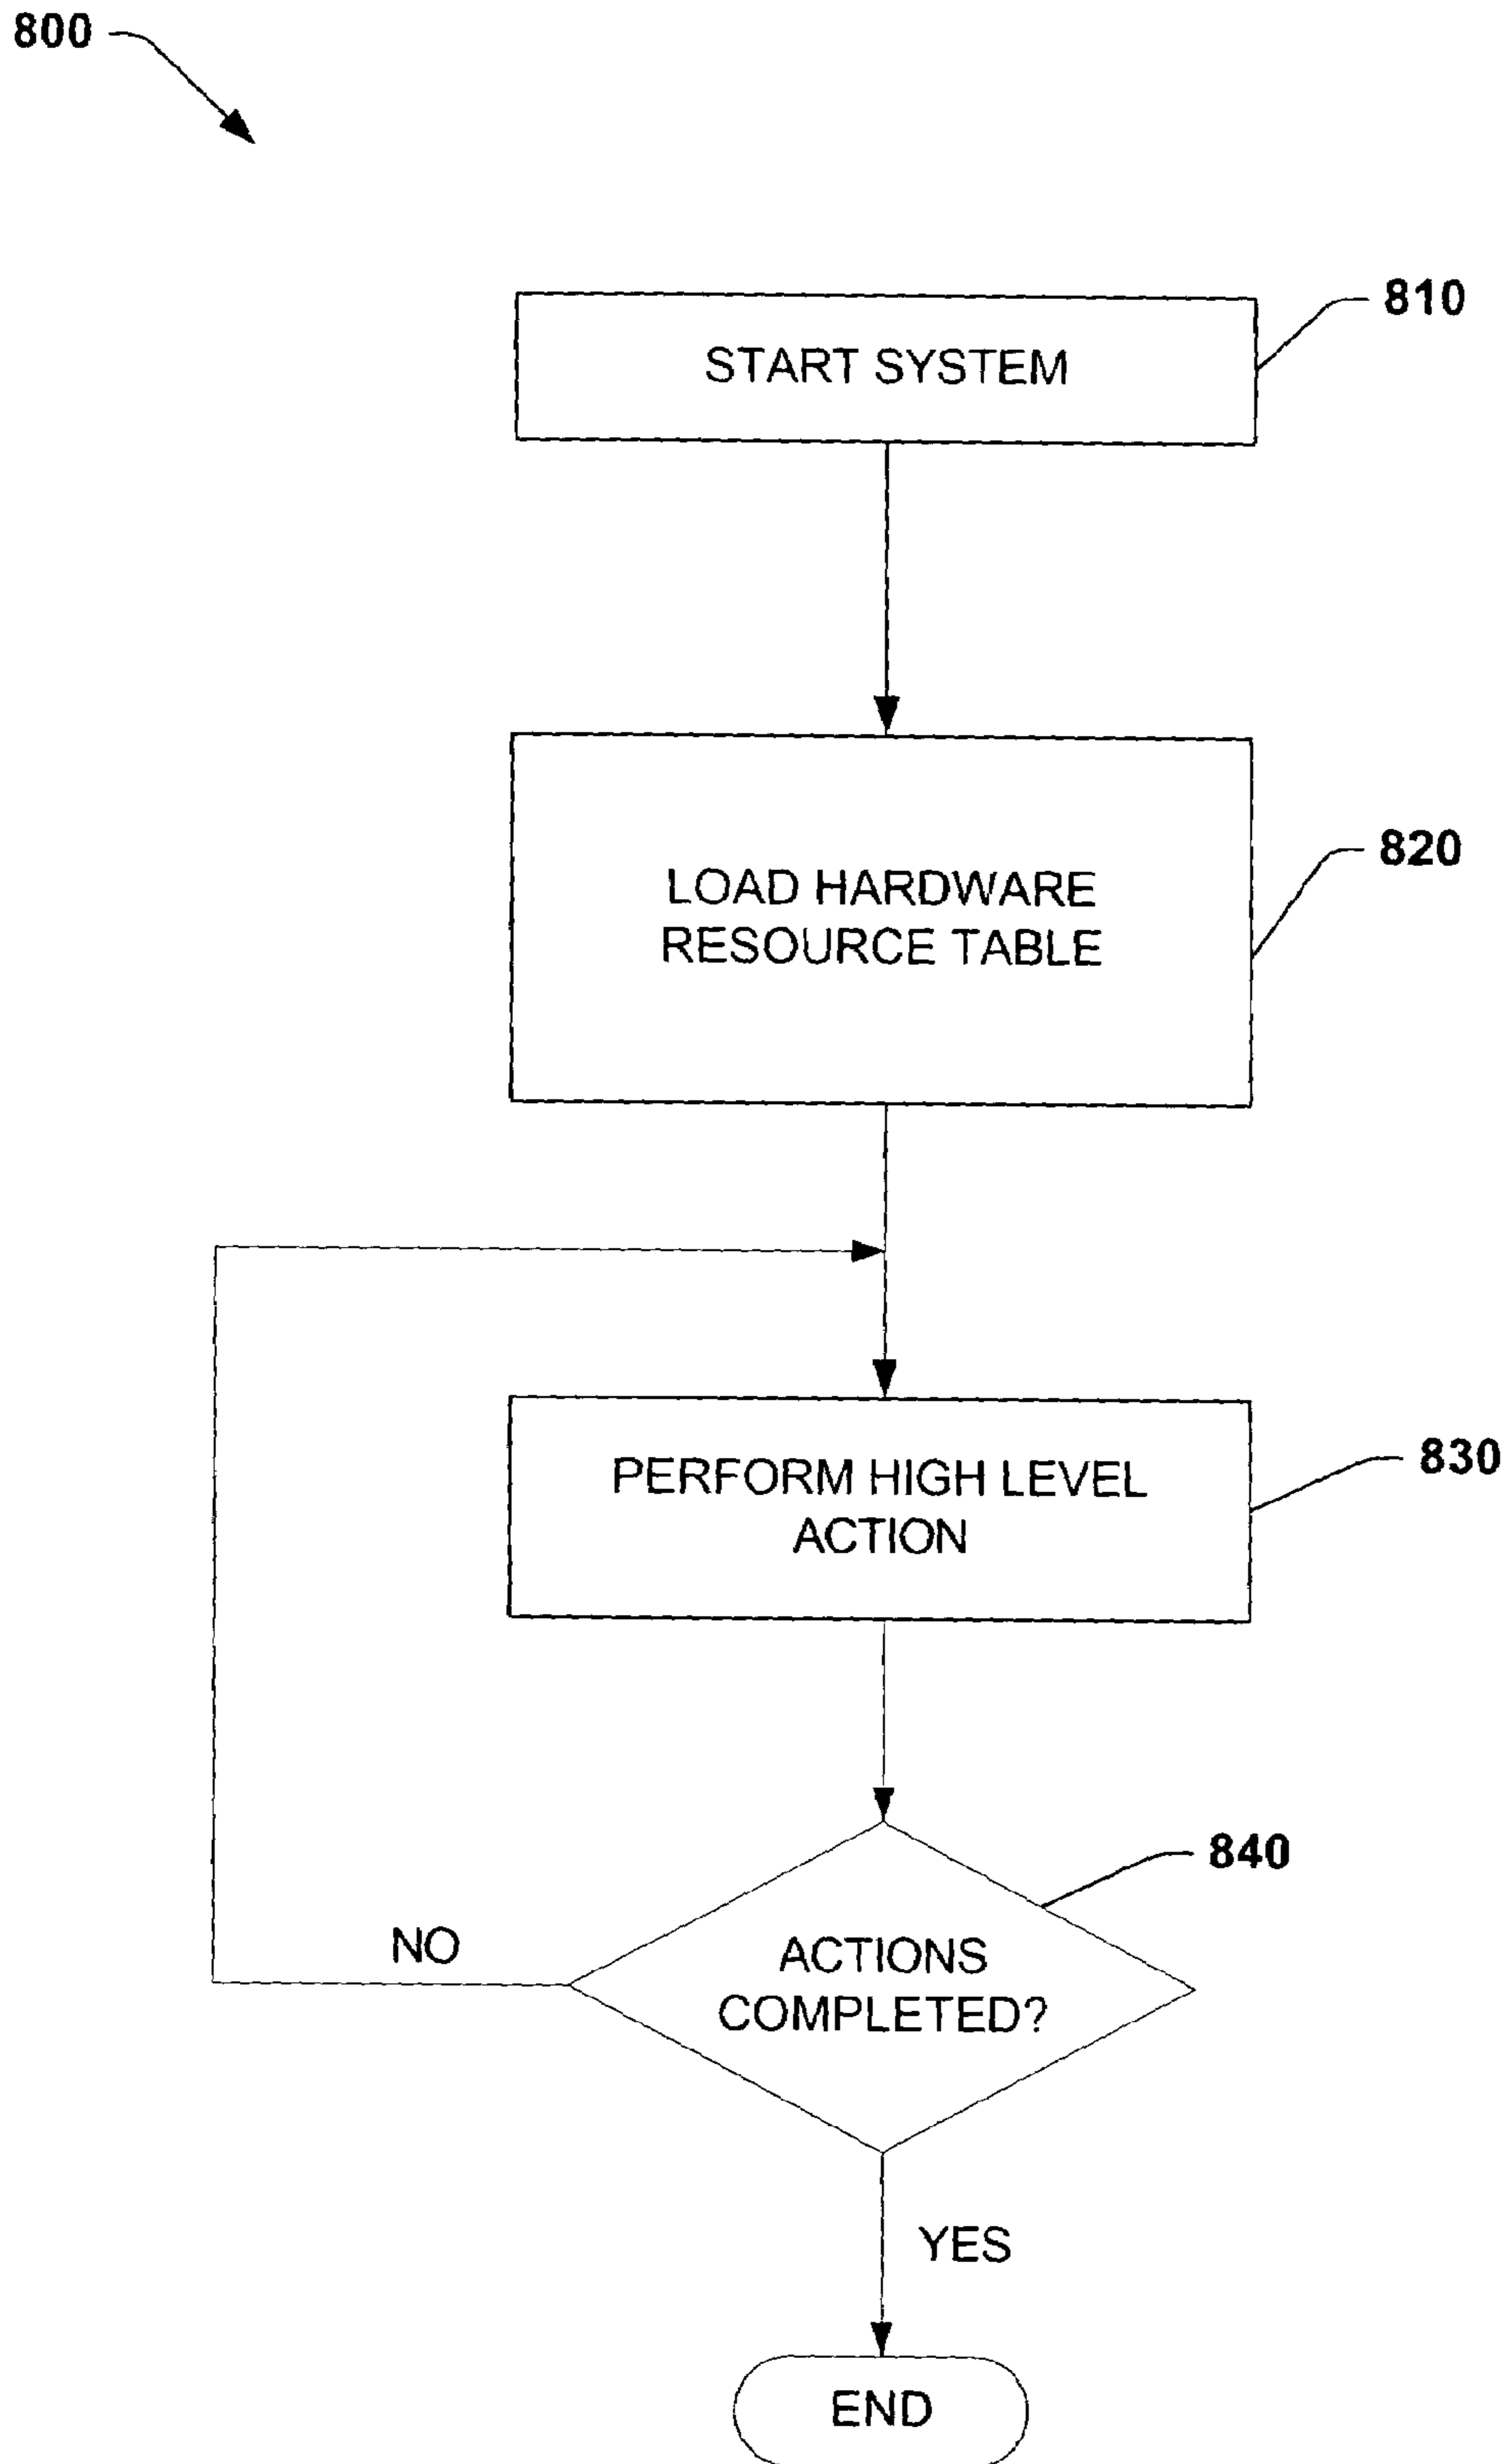 800
START SYSTEM
810
LOAD HARDWARE
RESOURCE TABLE
820
PERFORM HIGH LEVEL
ACTION
830
840
ACTIONS
COMPLETED?
NO
YES
END